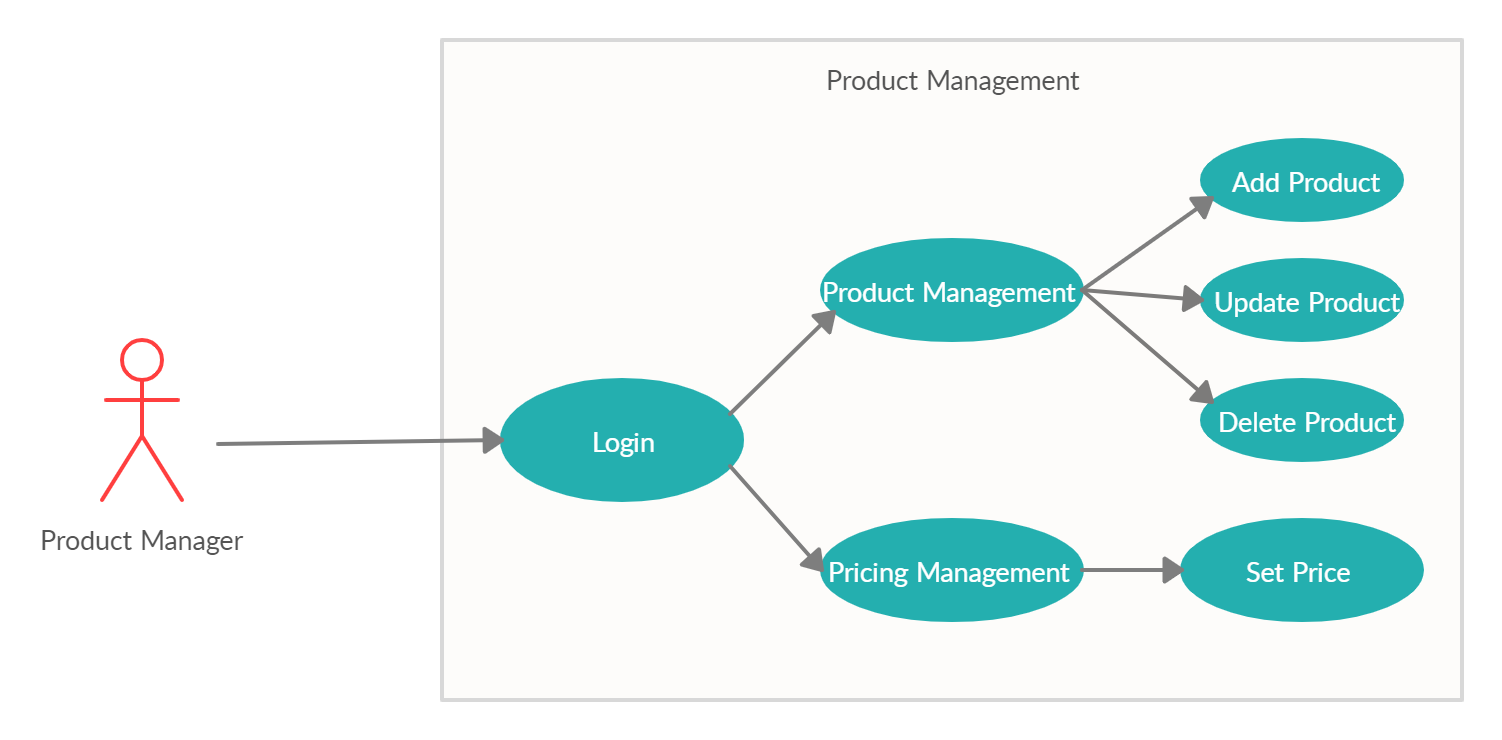 Product Management
Add Product
Product Management
Update Product
Delete Product
Login
Product Manager
Pricing Management
Set Price